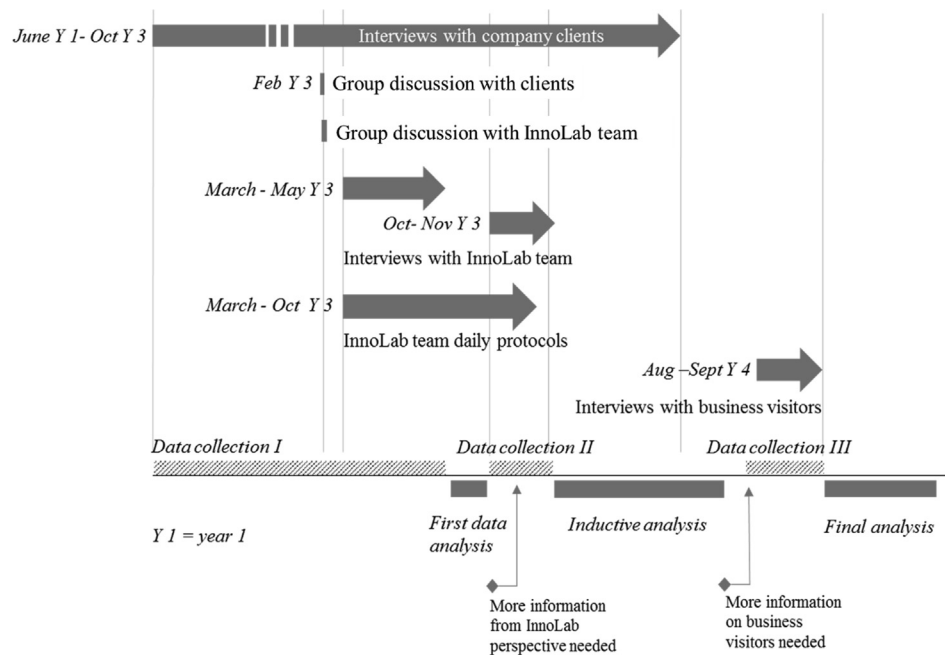 June Y 1- Oct Y 3
Interviews with company clients
Feb Y 3
Group discussion with clients
Group discussion with InnoLab team
March - May Y 3
Oct- Nov Y 3
Interviews with InnoLab team
March - Oct Y 3
InnoLab team daily protocols
Aug –Sept Y 4
Interviews with business visitors
Data collection I
Data collection II
Data collection III
First data
analysis
Inductive analysis
Final analysis
Y 1 = year 1
More information
from InnoLab
perspective needed
More information
on business
visitors needed